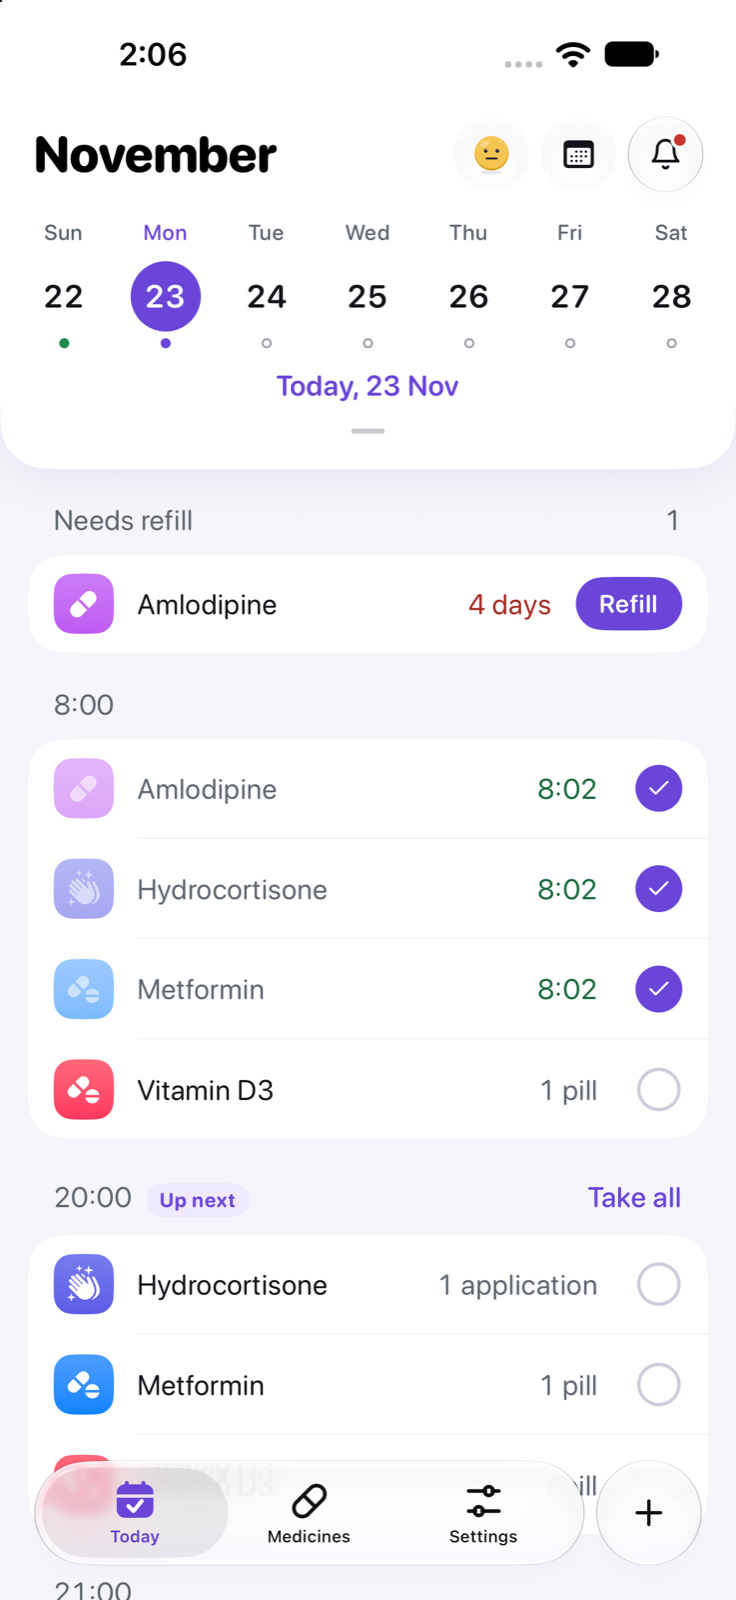 2:06
November
Sun Mon Tue Wed Thu Fri Sat
22 23 24 25 26 27 28
Today, 23 Nov
Needs refill 1
Amlodipine 4 days Refill
8:00
Amlodipine 8:02
Hydrocortisone 8:02
Metformin 8:02
Vitamin D3 1 pill
20:00 Up next Take all
Hydrocortisone 1 application
Metformin 1 pill
Today Medicines Settings
21:00